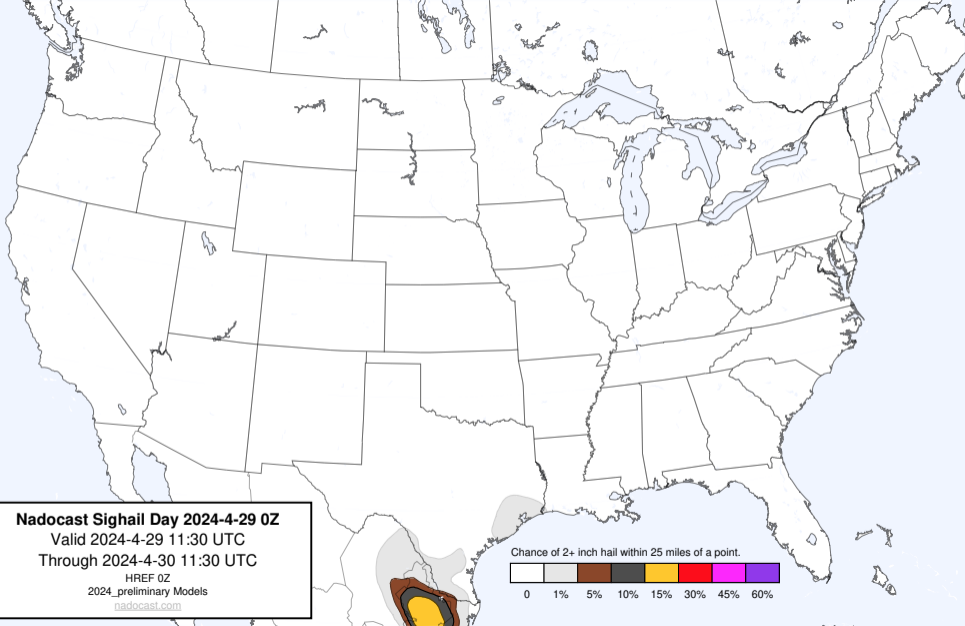 Nadocast Sighail Day 2024-4-29 0Z
Valid 2024-4-29 11:30 UTC
Through 2024-4-30 11:30 UTC
HREF 0Z
2024_preliminary Models
nadocast.com
Chance of 2+ inch hail within 25 miles of a point.
0 1% 5% 10% 15% 30% 45% 60%